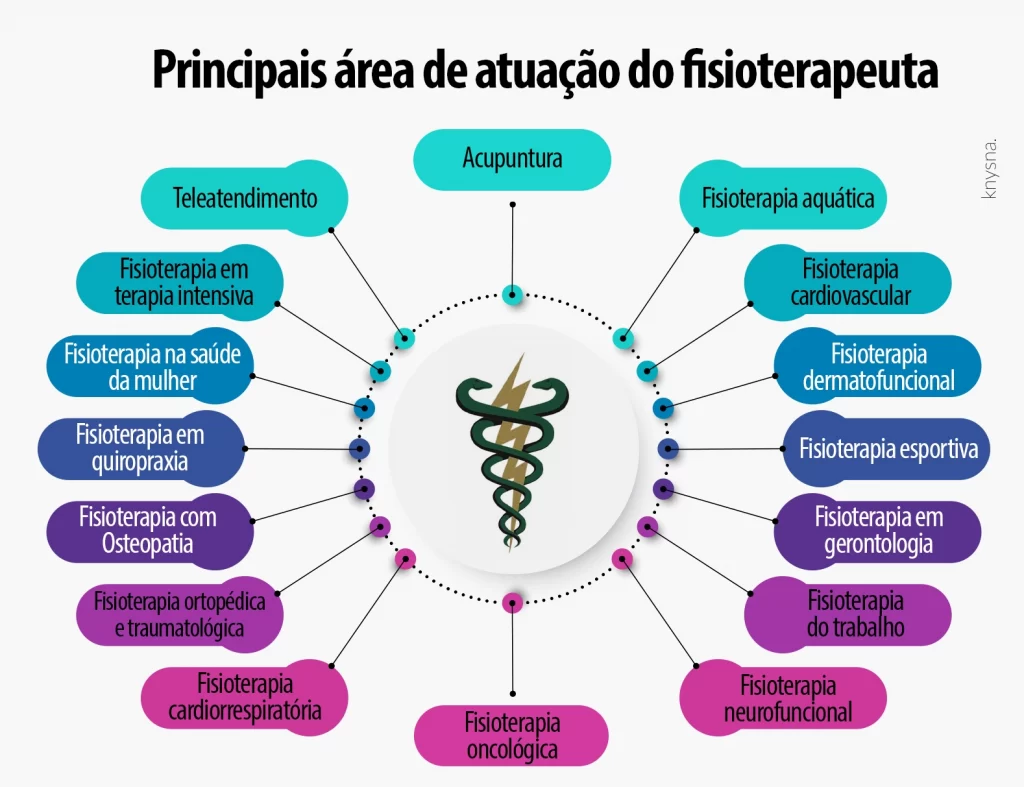 Principais área de atuação do fisioterapeuta
knysna.
Acupuntura
Fisioterapia aquática
Fisioterapia
cardiovascular
Fisioterapia
dermatofuncional
Fisioterapia esportiva
Fisioterapia em
gerontologia
Fisioterapia
do trabalho
Fisioterapia
neurofuncional
Fisioterapia
oncológica
Fisioterapia
cardiorrespiratória
Fisioterapia ortopédica
e traumatológica
Fisioterapia com
Osteopatia
Fisioterapia em
quiropraxia
Fisioterapia na saúde
da mulher
Fisioterapia em
terapia intensiva
Teleatendimento